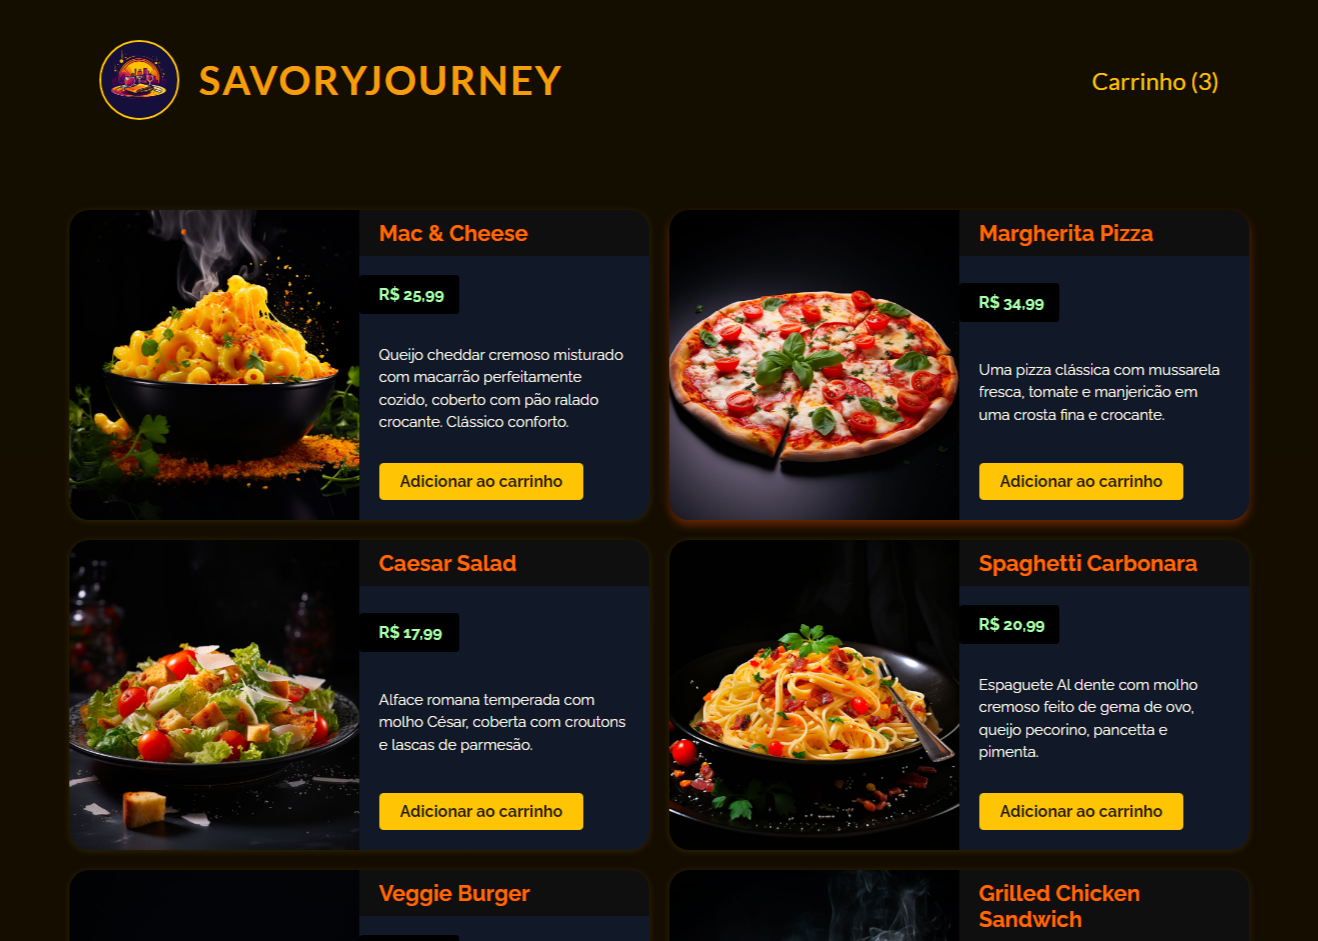 SAVORYJOURNEY
Carrinho (3)
Mac & Cheese
R$ 25,99
Queijo cheddar cremoso misturado
com macarrão perfeitamente
cozido, coberto com pão ralado
crocante. Clássico conforto.
Adicionar ao carrinho
Margherita Pizza
R$ 34,99
Uma pizza clássica com mussarela
fresca, tomate e manjericão em
uma crosta fina e crocante.
Adicionar ao carrinho
Caesar Salad
R$ 17,99
Alface romana temperada com
molho César, coberta com croutons
e lascas de parmesão.
Adicionar ao carrinho
Spaghetti Carbonara
R$ 20,99
Espaguete Al dente com molho
cremoso feito de gema de ovo,
queijo pecorino, pancetta e
pimenta.
Adicionar ao carrinho
Veggie Burger
Grilled Chicken
Sandwich